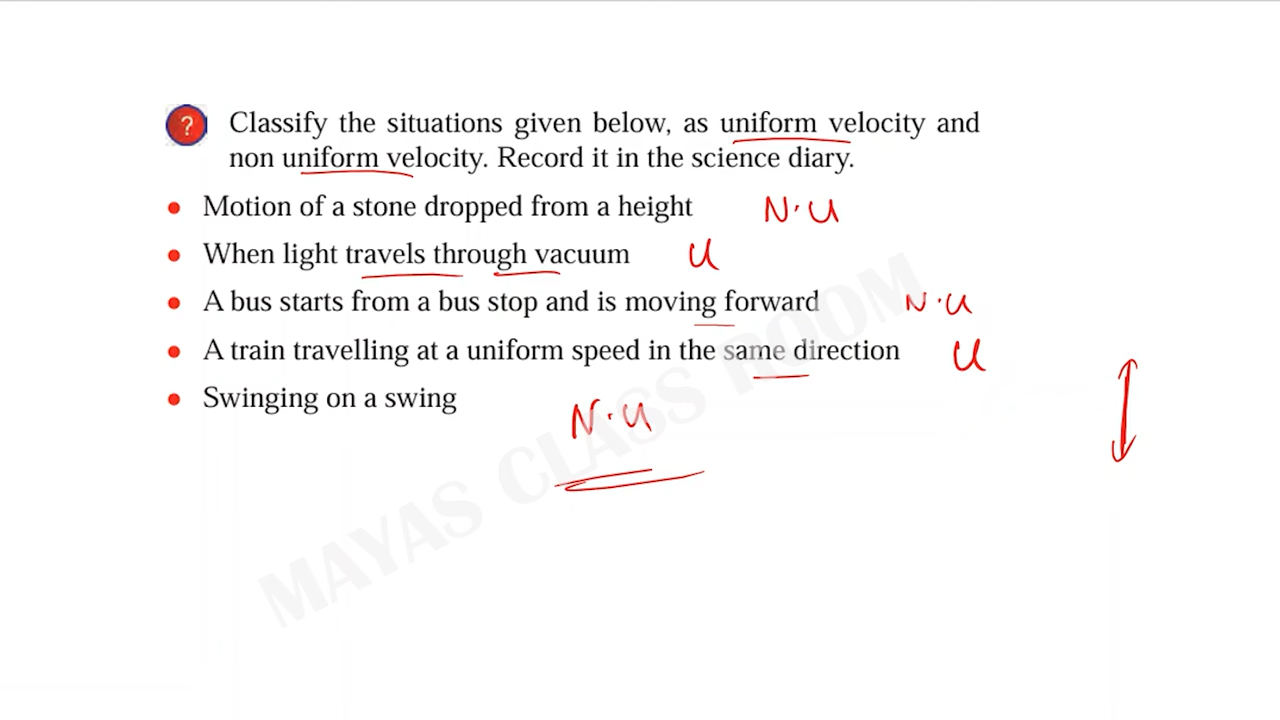 ? Classify the situations given below, as uniform velocity and
non uniform velocity. Record it in the science diary.
• Motion of a stone dropped from a height N·U
• When light travels through vacuum U
• A bus starts from a bus stop and is moving forward N·U
• A train travelling at a uniform speed in the same direction U
• Swinging on a swing N·U
MAYAS CLASS ROOM